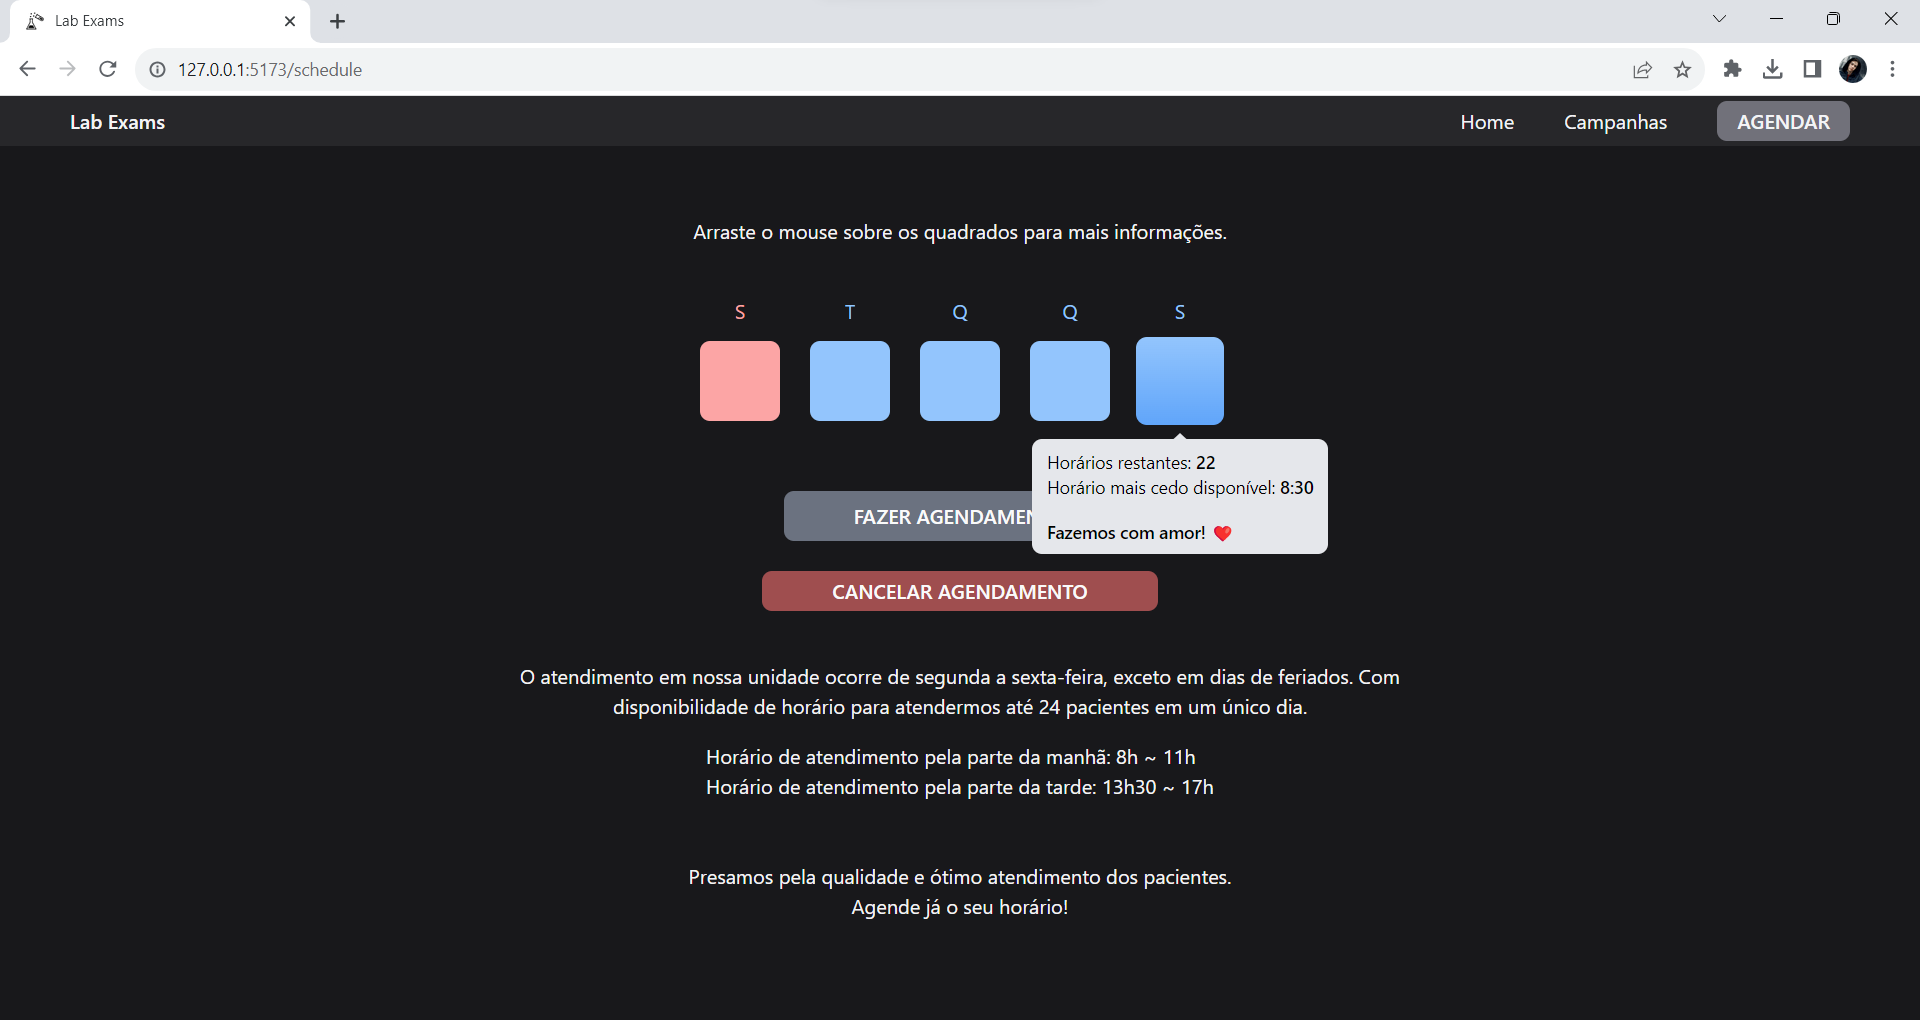 Lab Exams
127.0.0.1:5173/schedule
Lab Exams
Home
Campanhas
AGENDAR
Arraste o mouse sobre os quadrados para mais informações.
S T Q Q S
Horários restantes: 22
Horário mais cedo disponível: 8:30
Fazemos com amor! ❤️
FAZER AGENDAMEN
CANCELAR AGENDAMENTO
O atendimento em nossa unidade ocorre de segunda a sexta-feira, exceto em dias de feriados. Com
disponibilidade de horário para atendermos até 24 pacientes em um único dia.
Horário de atendimento pela parte da manhã: 8h ~ 11h
Horário de atendimento pela parte da tarde: 13h30 ~ 17h
Presamos pela qualidade e ótimo atendimento dos pacientes.
Agende já o seu horário!